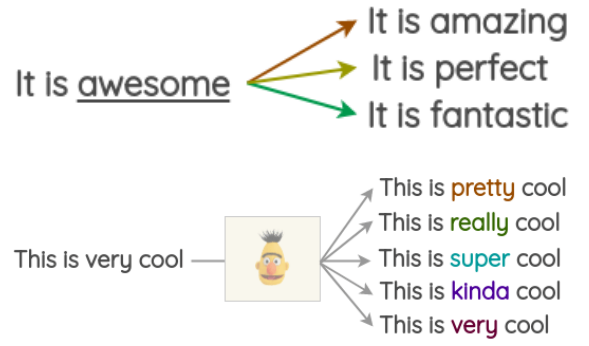 It is awesome
It is amazing
It is perfect
It is fantastic
This is very cool
This is pretty cool
This is really cool
This is super cool
This is kinda cool
This is very cool